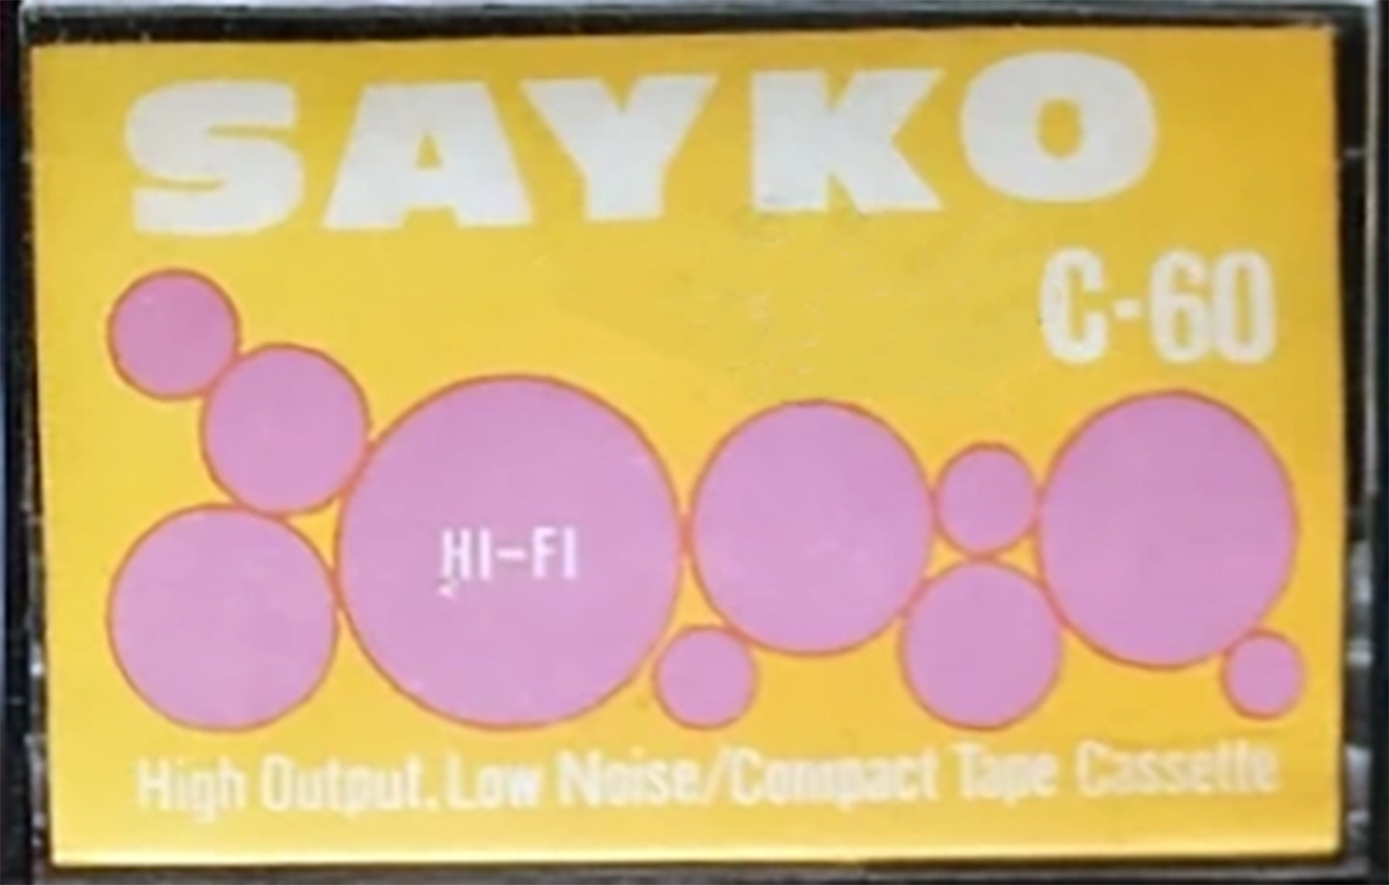 SAYKO
C-60
HI-FI
High Output. Low Noise/Compact Tape Cassette